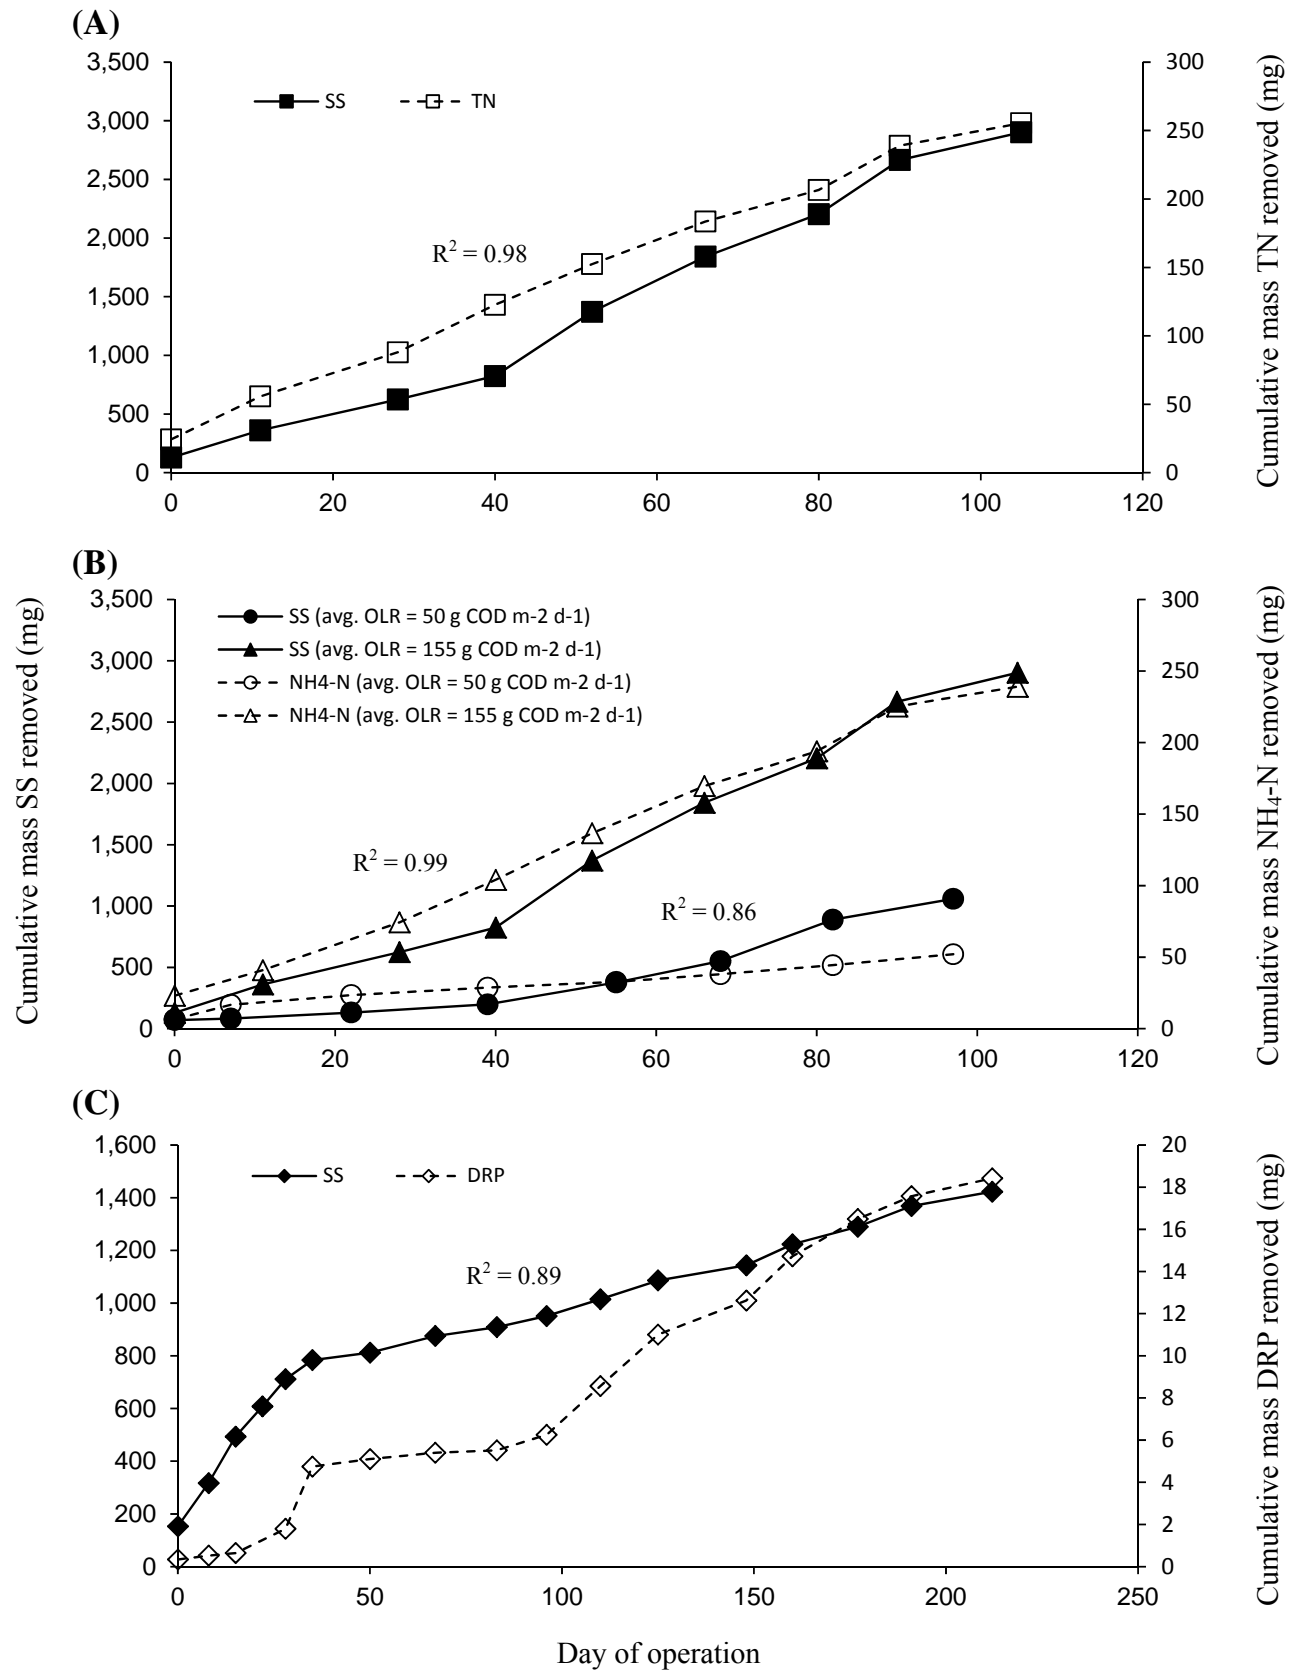 (A)
3,500
3,000
2,500
2,000
1,500
1,000
500
0
SS TN
R2 = 0.98
300
250
200
150
100
50
0
Cumulative mass TN removed (mg)
0 20 40 60 80 100 120
(B)
Cumulative mass SS removed (mg)
3,500
3,000
2,500
2,000
1,500
1,000
500
0
SS (avg. OLR = 50 g COD m-2 d-1)
SS (avg. OLR = 155 g COD m-2 d-1)
NH4-N (avg. OLR = 50 g COD m-2 d-1)
NH4-N (avg. OLR = 155 g COD m-2 d-1)
R2 = 0.99
R2 = 0.86
300
250
200
150
100
50
0
Cumulative mass NH4-N removed (mg)
0 20 40 60 80 100 120
(C)
1,600
1,400
1,200
1,000
800
600
400
200
0
SS DRP
R2 = 0.89
20
18
16
14
12
10
8
6
4
2
0
Cumulative mass DRP removed (mg)
0 50 100 150 200 250
Day of operation